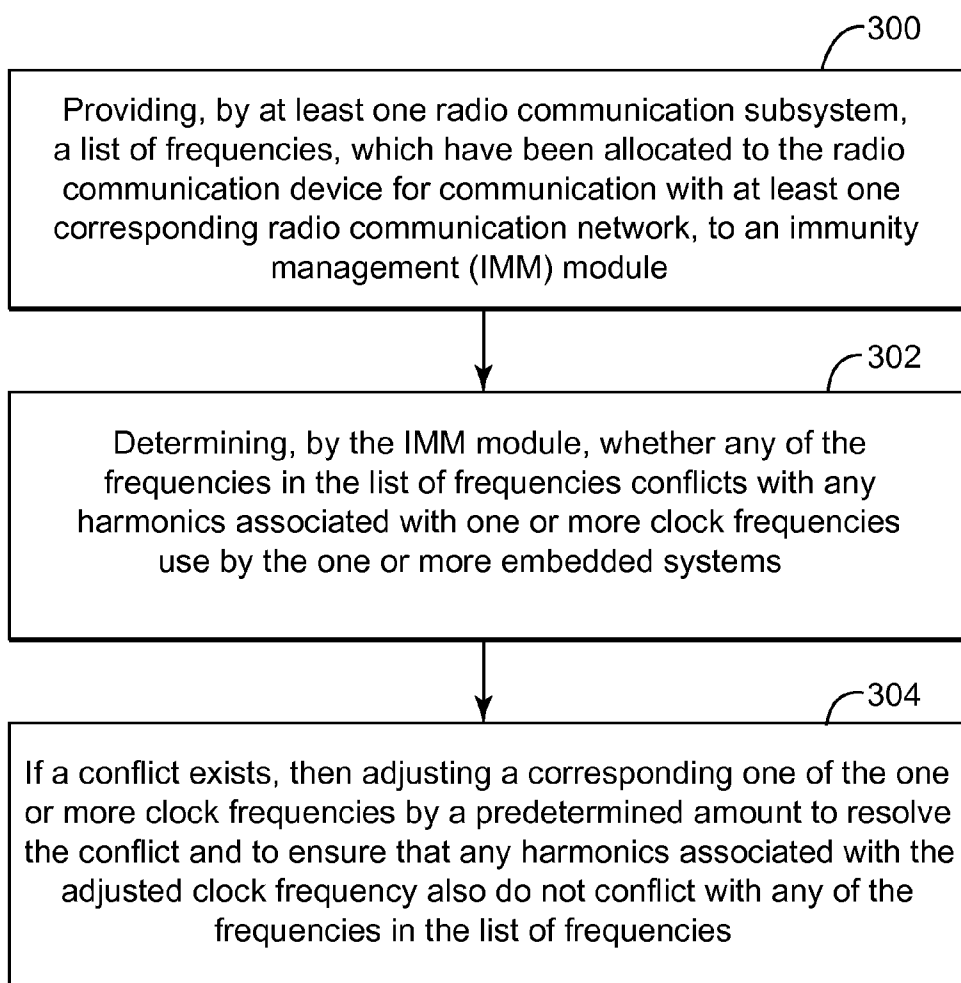 300
Providing, by at least one radio communication subsystem,
a list of frequencies, which have been allocated to the radio
communication device for communication with at least one
corresponding radio communication network, to an immunity
management (IMM) module
302
Determining, by the IMM module, whether any of the
frequencies in the list of frequencies conflicts with any
harmonics associated with one or more clock frequencies
use by the one or more embedded systems
304
If a conflict exists, then adjusting a corresponding one of the one
or more clock frequencies by a predetermined amount to resolve
the conflict and to ensure that any harmonics associated with the
adjusted clock frequency also do not conflict with any of the
frequencies in the list of frequencies